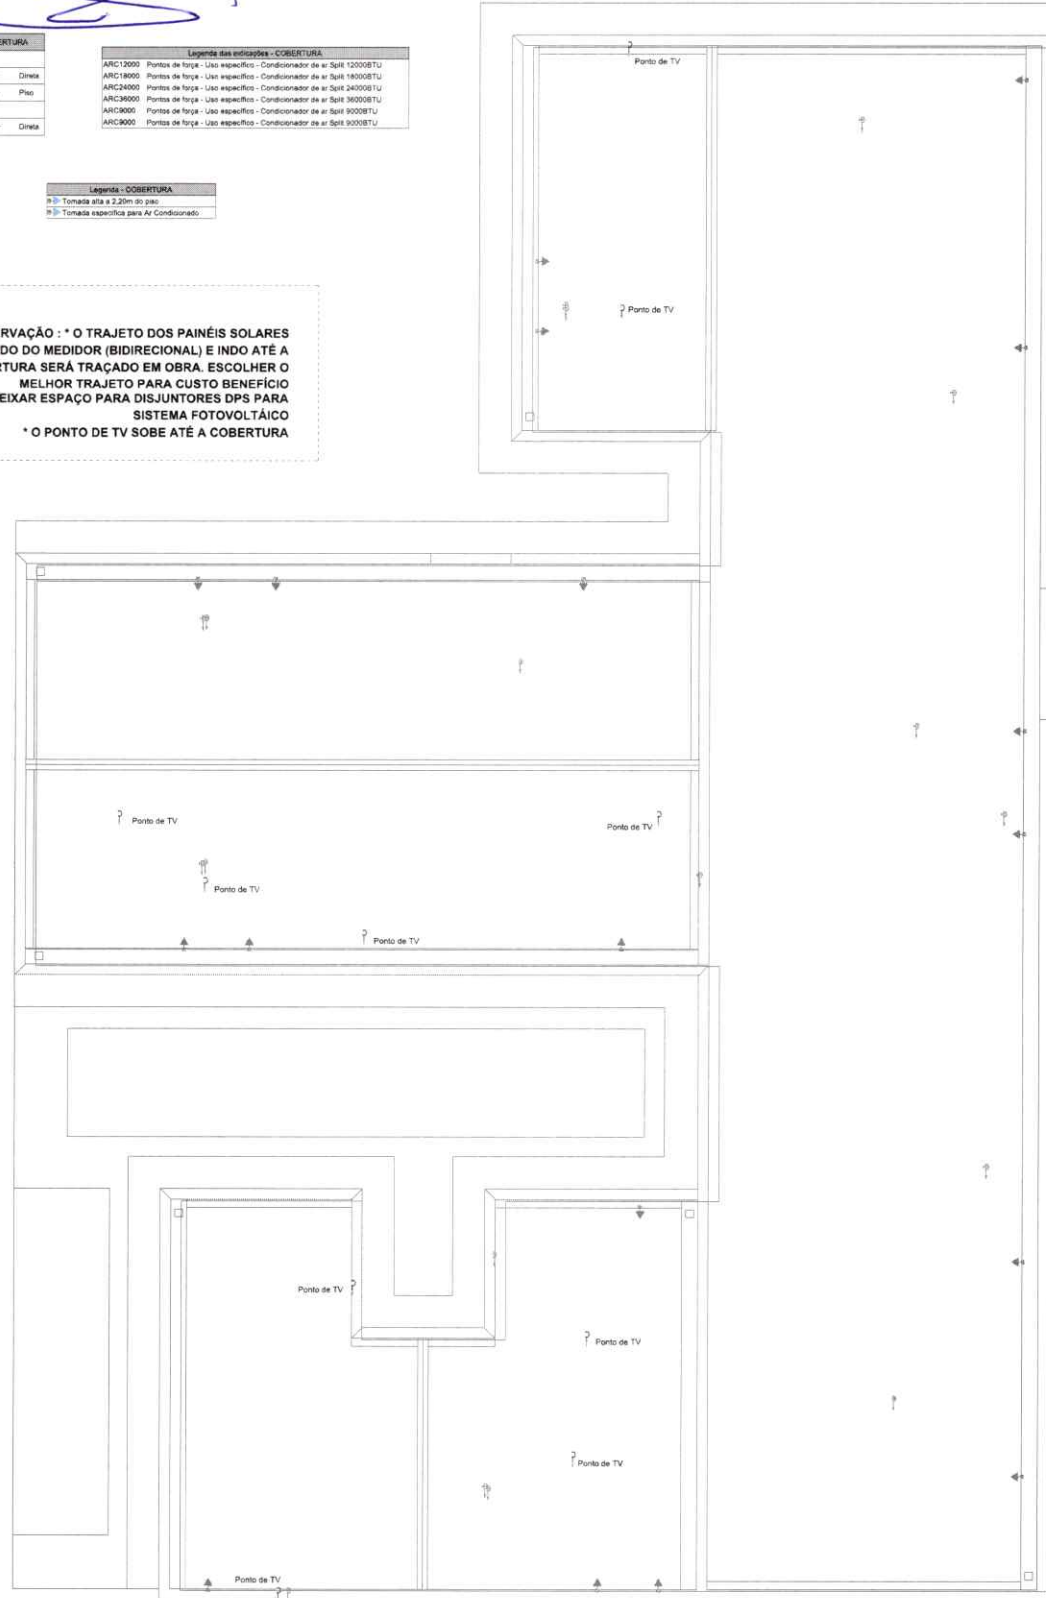 ERTURA
Direta
Piso
Direta
Legenda das indicações - COBERTURA
ARC12000 Pontos de força - Uso específico - Condicionador de ar Split 12000BTU
ARC18000 Pontos de força - Uso específico - Condicionador de ar Split 18000BTU
ARC24000 Pontos de força - Uso específico - Condicionador de ar Split 24000BTU
ARC36000 Pontos de força - Uso específico - Condicionador de ar Split 36000BTU
ARC9000 Pontos de força - Uso específico - Condicionador de ar Split 9000BTU
ARC9000 Pontos de força - Uso específico - Condicionador de ar Split 9000BTU
Legenda - COBERTURA
Tomada alta a 2,20m do piso
Tomada específica para Ar Condicionado
RVAÇÃO : * O TRAJETO DOS PAINÉIS SOLARES
DO DO MEDIDOR (BIDIRECIONAL) E INDO ATÉ A
RTURA SERÁ TRAÇADO EM OBRA. ESCOLHER O
MELHOR TRAJETO PARA CUSTO BENEFÍCIO
EIXAR ESPAÇO PARA DISJUNTORES DPS PARA
SISTEMA FOTOVOLTÁICO
* O PONTO DE TV SOBE ATÉ A COBERTURA
Ponto de TV
Ponto de TV
Ponto de TV
Ponto de TV
Ponto de TV
Ponto de TV
Ponto de TV
Ponto de TV
Ponto de TV
Ponto de TV